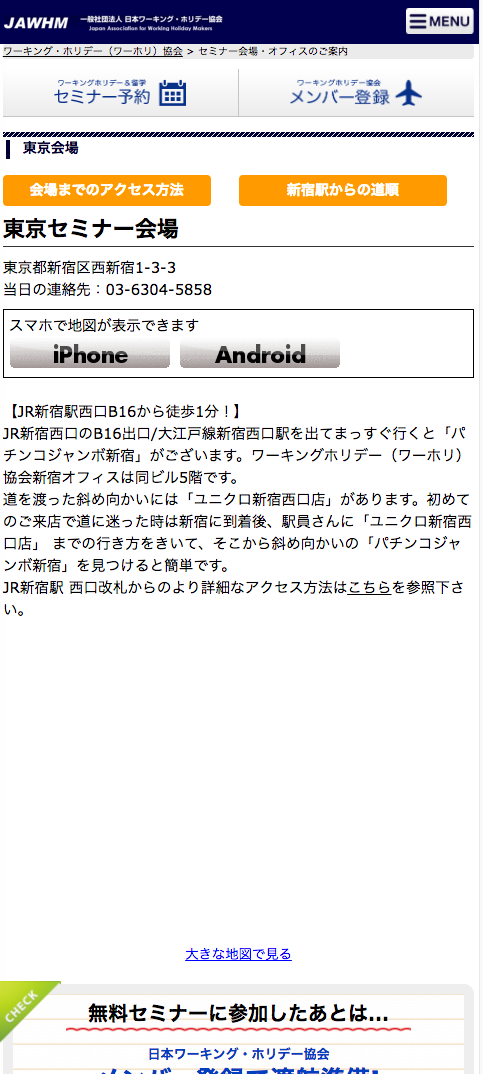 JAWHM 一般社団法人 日本ワーキング・ホリデー協会
Japan Association for Working Holiday Makers
MENU
ワーキング・ホリデー（ワーホリ）協会 > セミナー会場・オフィスのご案内
ワーキングホリデー＆留学
セミナー予約
ワーキングホリデー協会
メンバー登録
東京会場
会場までのアクセス方法
新宿駅からの道順
東京セミナー会場
東京都新宿区西新宿1-3-3
当日の連絡先：03-6304-5858
スマホで地図が表示できます
iPhone
Android
【JR新宿駅西口B16から徒歩1分！】
JR新宿西口のB16出口/大江戸線新宿西口駅を出てまっすぐ行くと「パ
チンコジャンボ新宿」がございます。ワーキングホリデー（ワーホリ）
協会新宿オフィスは同ビル5階です。
道を渡った斜め向かいには「ユニクロ新宿西口店」があります。初めて
のご来店で道に迷った時は新宿に到着後、駅員さんに「ユニクロ新宿西
口店」 までの行き方をきいて、そこから斜め向かいの「パチンコジャ
ンボ新宿」を見つけると簡単です。
JR新宿駅 西口改札からのより詳細なアクセス方法はこちらを参照下さ
い。
大きな地図で見る
CHECK
無料セミナーに参加したあとは...
日本ワーキング・ホリデー協会
メンバー登録で渡航準備!